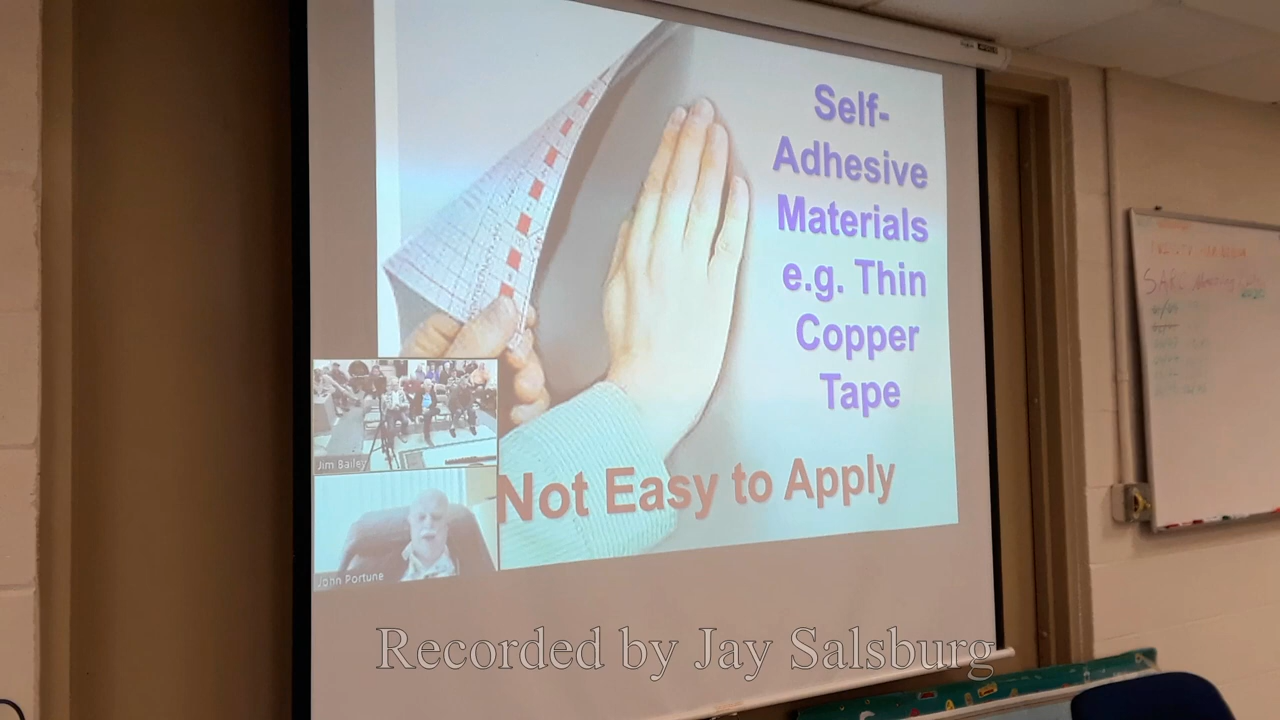 Self-
Adhesive
Materials
e.g. Thin
Copper
Tape
Not Easy to Apply
Jim Bailey
John Portune
Recorded by Jay Salsburg